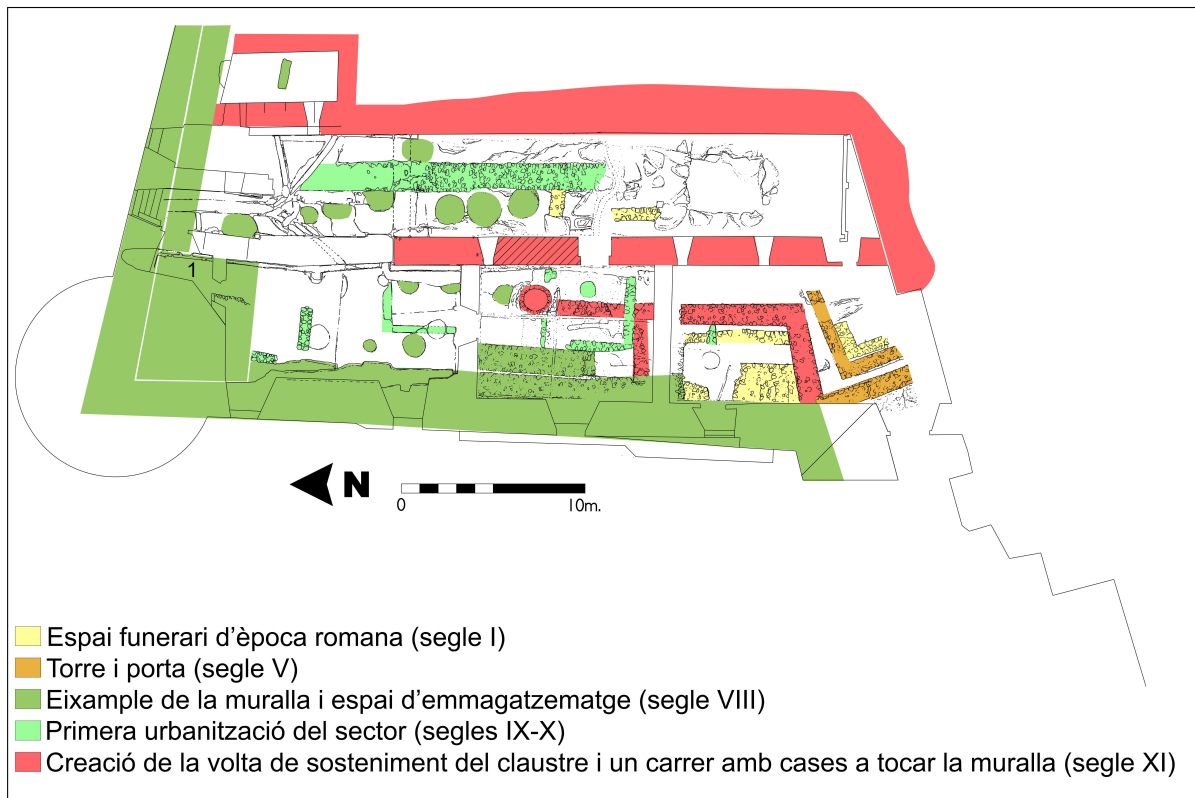 1
N
0 10m.
Espai funerari d'època romana (segle I)
Torre i porta (segle V)
Eixample de la muralla i espai d'emmagatzematge (segle VIII)
Primera urbanització del sector (segles IX-X)
Creació de la volta de sosteniment del claustre i un carrer amb cases a tocar la muralla (segle XI)